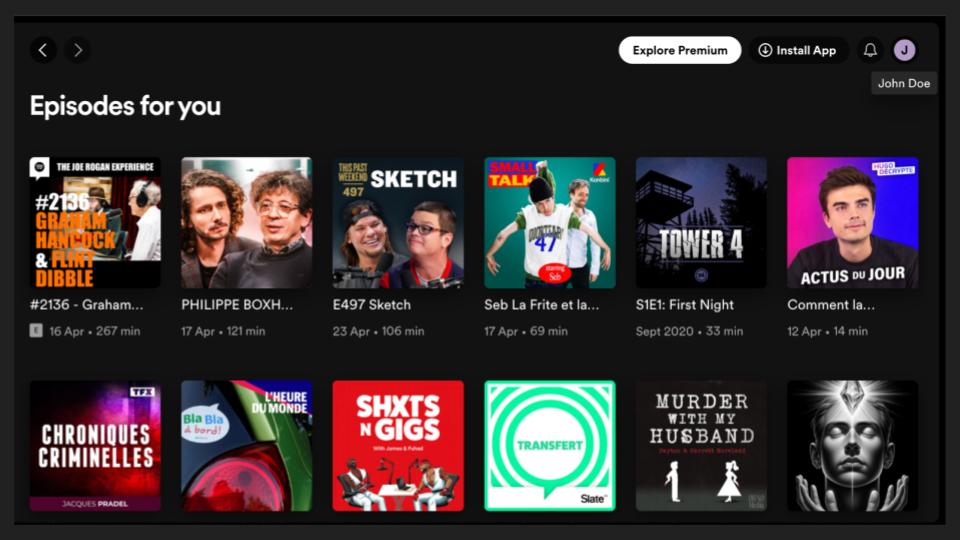 Explore Premium
Install App
J
John Doe
Episodes for you
THE JOE ROGAN EXPERIENCE
#2136
GRAHAM
HANCOCK
& FLINT
DIBBLE
THIS PAST
WEEKEND
497
SKETCH
SMALL
TALK
Konbini
47
starring
Seb
TOWER 4
HUGO
DÉCRYPTE
ACTUS DU JOUR
#2136 - Graham...
PHILIPPE BOXH...
E497 Sketch
Seb La Frite et la...
S1E1: First Night
Comment la...
E 16 Apr • 267 min
17 Apr • 121 min
23 Apr • 106 min
17 Apr • 69 min
Sept 2020 • 33 min
12 Apr • 14 min
TFX
CHRONIQUES
CRIMINELLES
JACQUES PRADEL
L'HEURE
DU MONDE
Bla Bla
à bord!
SHXTS
N GIGS
With James & Fuhad
TRANSFERT
Slate
MURDER
WITH MY
HUSBAND
Payton & Garrett Moreland